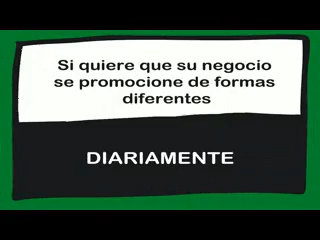 Si quiere que su negocio
se promocione de formas
diferentes
DIARIAMENTE